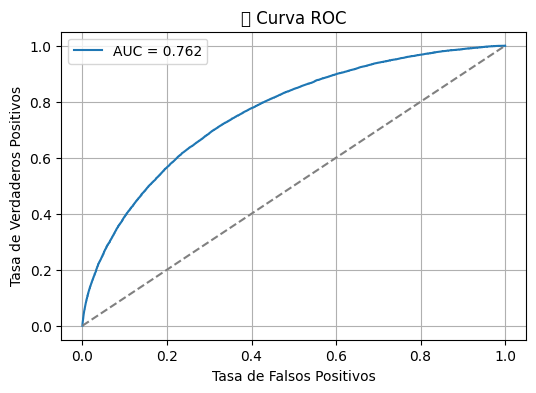 Curva ROC
AUC = 0.762
Tasa de Verdaderos Positivos
1.0
0.8
0.6
0.4
0.2
0.0
0.0 0.2 0.4 0.6 0.8 1.0
Tasa de Falsos Positivos